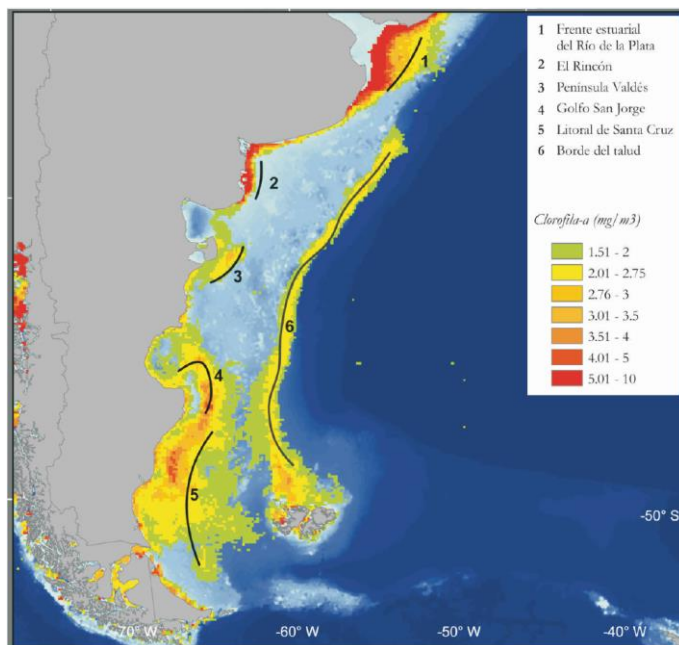 1 Frente estuarial
del Río de la Plata
2 El Rincón
3 Península Valdés
4 Golfo San Jorge
5 Litoral de Santa Cruz
6 Borde del talud
Clorofila-a (mg/m3)
1.51 - 2
2.01 - 2.75
2.76 - 3
3.01 - 3.5
3.51 - 4
4.01 - 5
5.01 - 10
1
2
3
6
4
5
-50° S
-70° W
-60° W
-50° W
-40° W